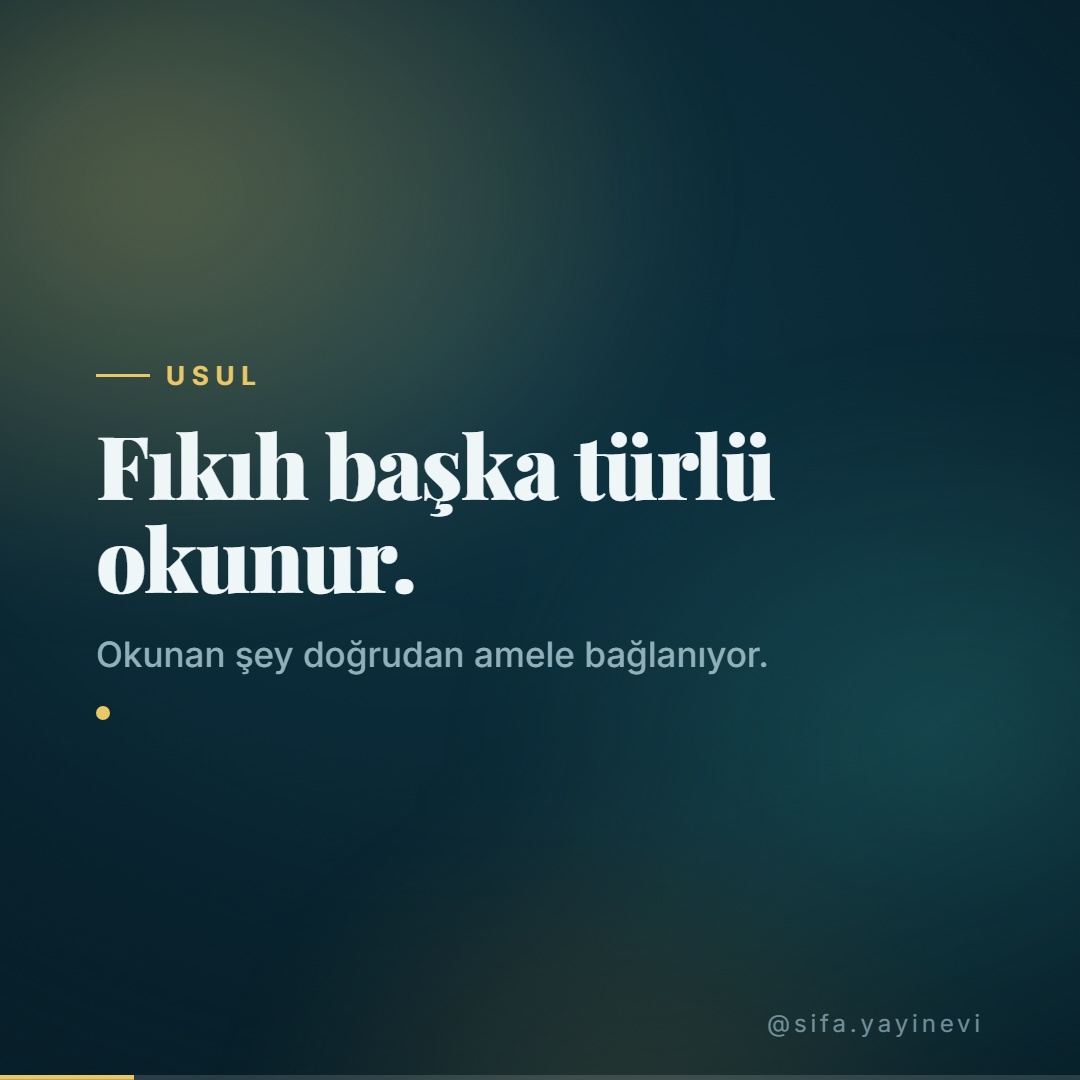 USUL
Fıkıh başka türlü
okunur.
Okunan şey doğrudan amele bağlanıyor.
@sifa.yayinevi